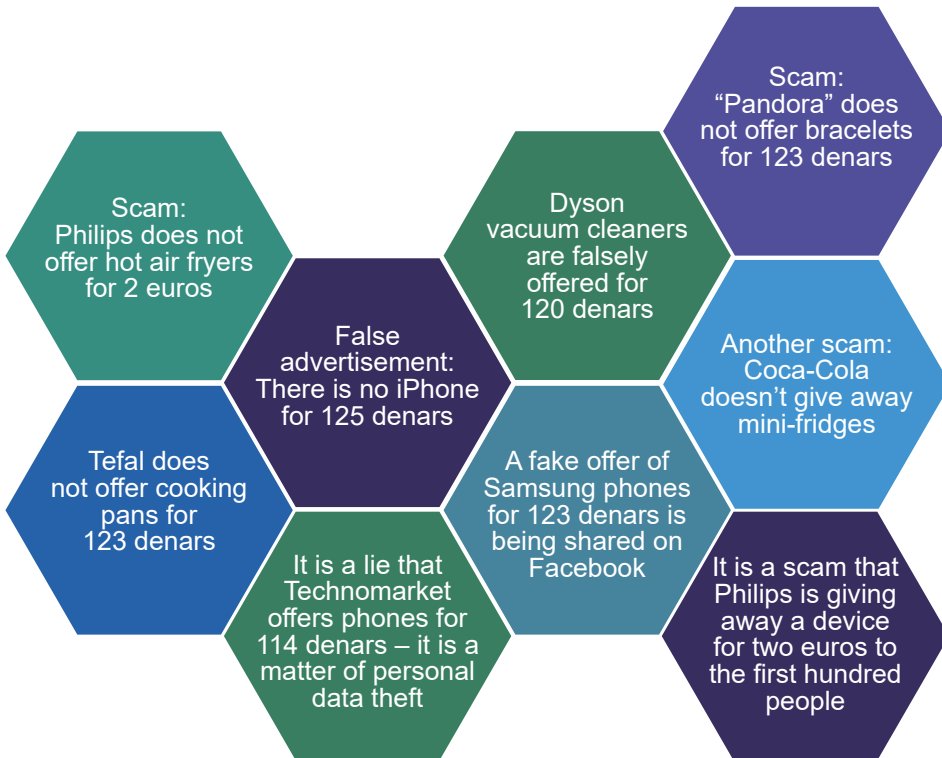 Scam:
“Pandora” does
not offer bracelets
for 123 denars
Scam:
Philips does not
offer hot air fryers
for 2 euros
Dyson
vacuum cleaners
are falsely
offered for
120 denars
False
advertisement:
There is no iPhone
for 125 denars
Another scam:
Coca-Cola
doesn’t give away
mini-fridges
Tefal does
not offer cooking
pans for
123 denars
A fake offer of
Samsung phones
for 123 denars is
being shared on
Facebook
It is a lie that
Technomarket
offers phones for
114 denars – it is a
matter of personal
data theft
It is a scam that
Philips is giving
away a device
for two euros to
the first hundred
people